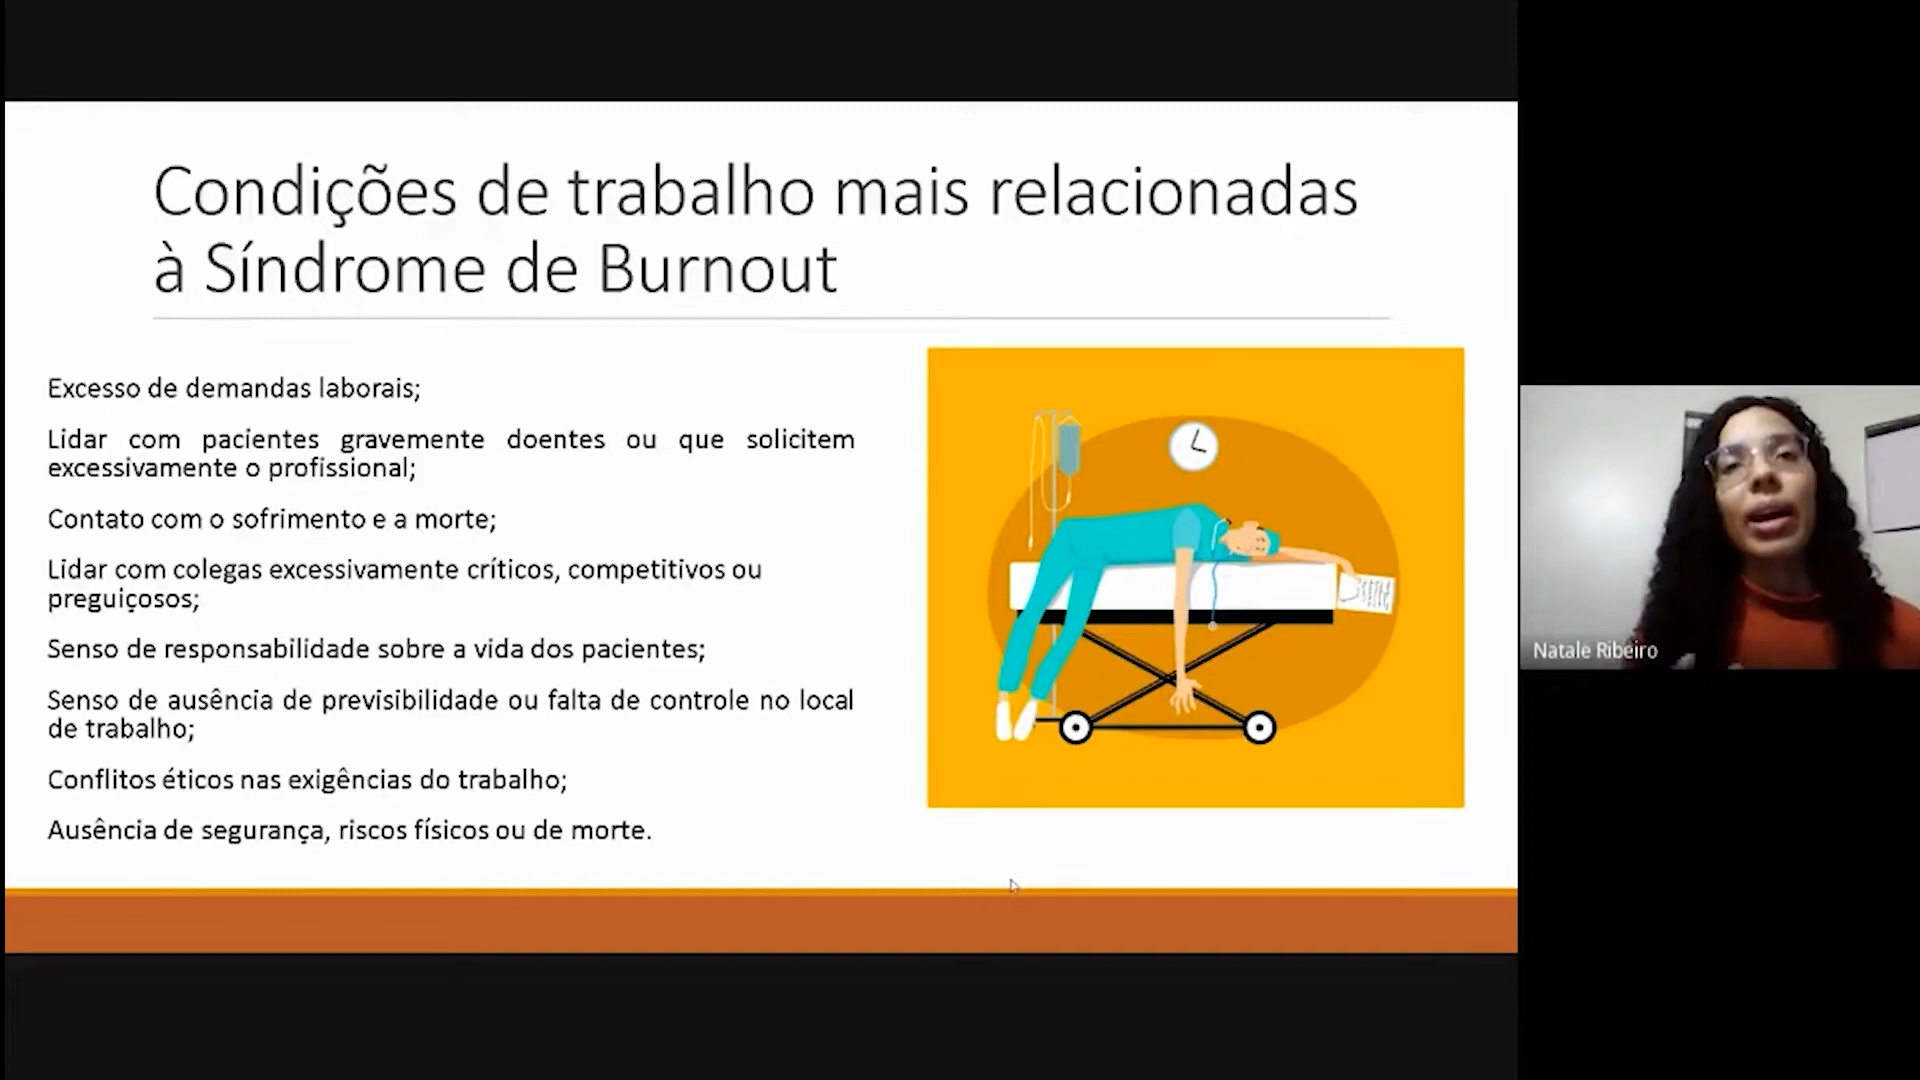 Condições de trabalho mais relacionadas
à Síndrome de Burnout
Excesso de demandas laborais;
Lidar com pacientes gravemente doentes ou que solicitem
excessivamente o profissional;
Contato com o sofrimento e a morte;
Lidar com colegas excessivamente críticos, competitivos ou
preguiçosos;
Senso de responsabilidade sobre a vida dos pacientes;
Senso de ausência de previsibilidade ou falta de controle no local
de trabalho;
Conflitos éticos nas exigências do trabalho;
Ausência de segurança, riscos físicos ou de morte.
Natale Ribeiro